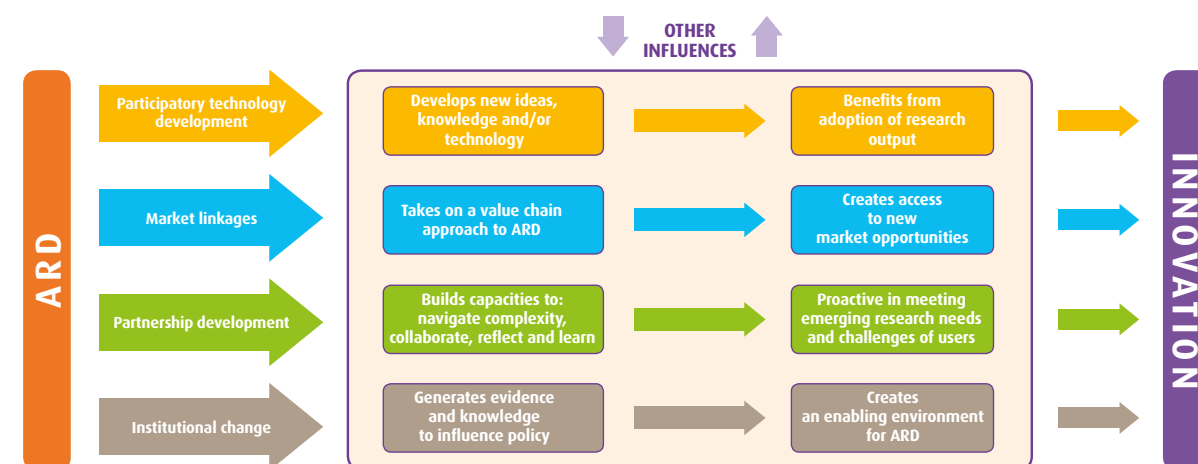 OTHER
INFLUENCES
ARD
Participatory technology
development
Develops new ideas,
knowledge and/or
technology
Benefits from
adoption of research
output
Market linkages
Takes on a value chain
approach to ARD
Creates access
to new
market opportunities
Partnership development
Builds capacities to:
navigate complexity,
collaborate, reflect and learn
Proactive in meeting
emerging research needs
and challenges of users
Institutional change
Generates evidence
and knowledge
to influence policy
Creates
an enabling environment
for ARD
INNOVATION